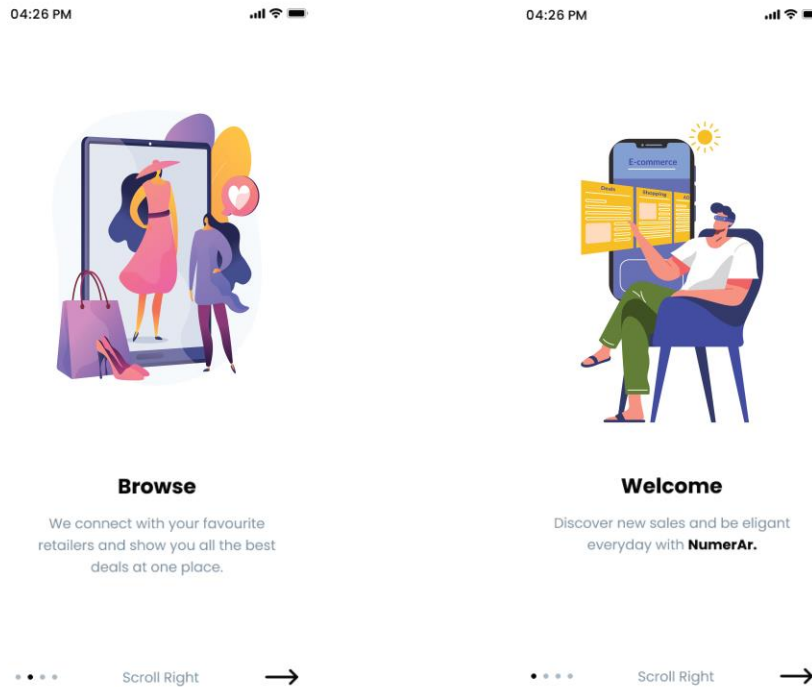 04:26 PM
Browse
We connect with your favourite
retailers and show you all the best
deals at one place.
Scroll Right
04:26 PM
E-commerce
Deals
Shopping
Welcome
Discover new sales and be eligant
everyday with NumerAr.
Scroll Right